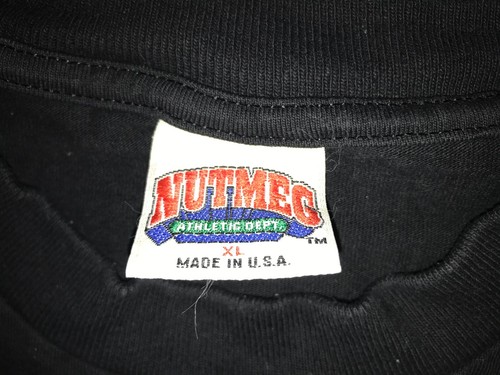 NUTMEG
ATHLETIC DEPT.
TM
XL
MADE IN U.S.A.